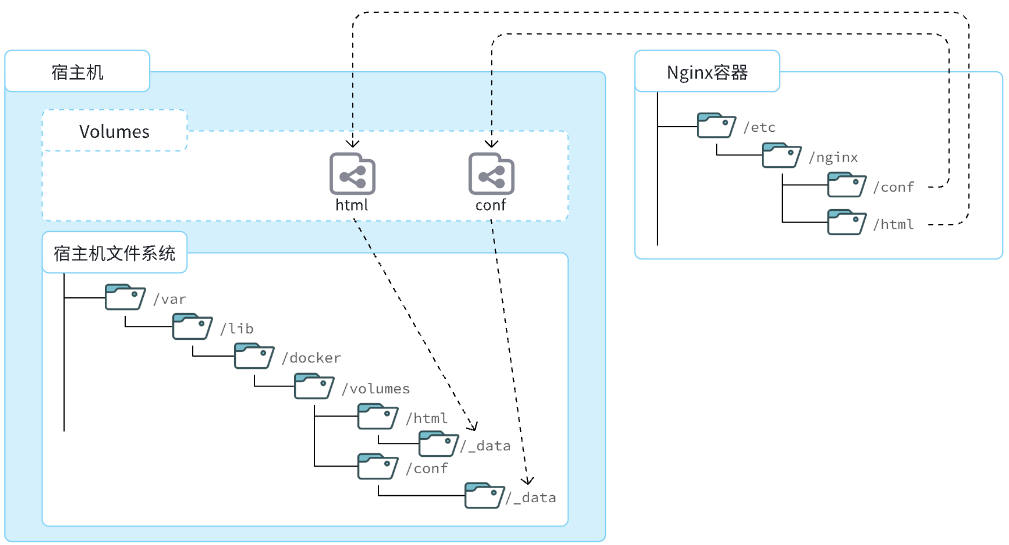 宿主机
Volumes
html
conf
宿主机文件系统
/var
/lib
/docker
/volumes
/html
/_data
/conf
/_data
Nginx容器
/etc
/nginx
/conf
/html